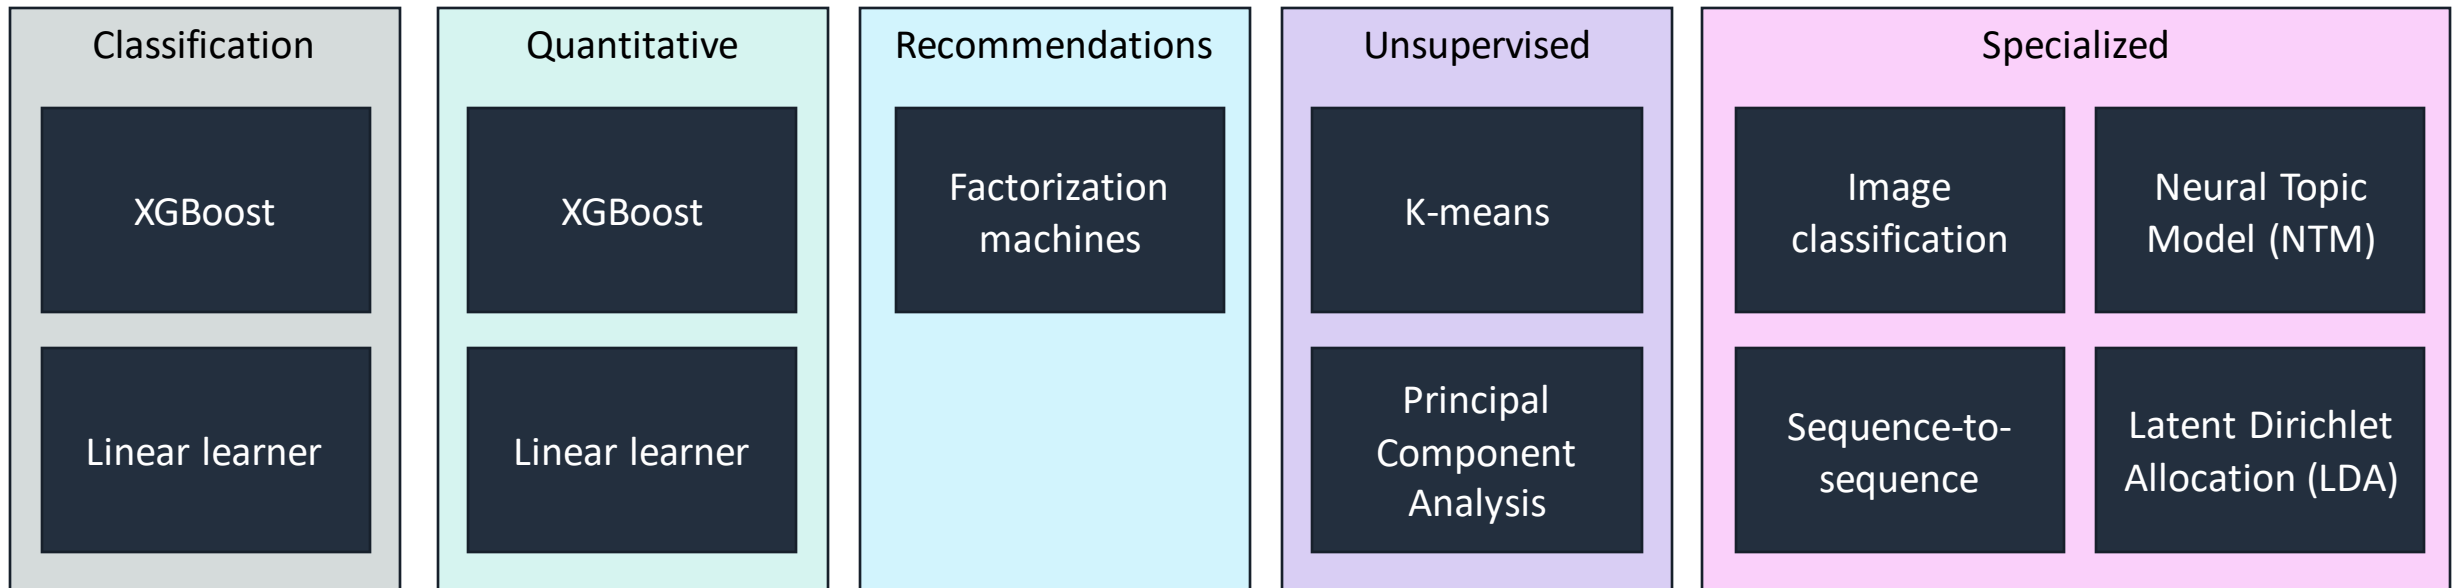 Classification
XGBoost
Linear learner
Quantitative
XGBoost
Linear learner
Recommendations
Factorization
machines
Unsupervised
K-means
Principal
Component
Analysis
Specialized
Image
classification
Neural Topic
Model (NTM)
Sequence-to-
sequence
Latent Dirichlet
Allocation (LDA)